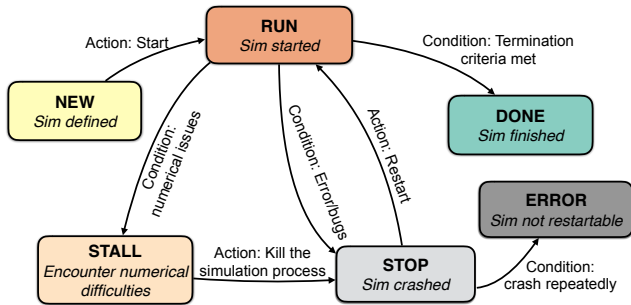 RUN
Sim started
Action: Start
Condition: Termination
criteria met
NEW
Sim defined
DONE
Sim finished
Condition:
numerical issues
Condition: Error/bugs
Action: Restart
ERROR
Sim not restartable
STALL
Encounter numerical
difficulties
Action: Kill the
simulation process
STOP
Sim crashed
Condition:
crash repeatedly